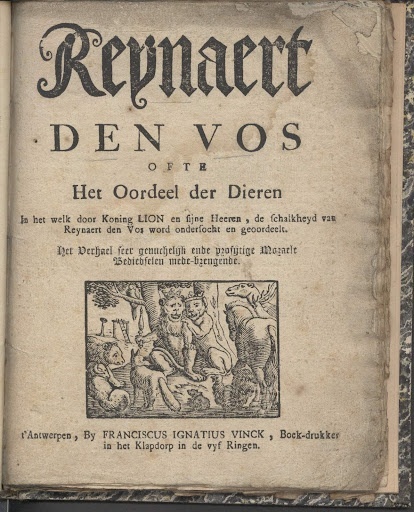 Reynaert
DEN VOS
OFTE
Het Oordeel der Dieren
In het welk door Koning LION en sijne Heeren , de schalkheyd van
Reynaert den Vos word ondersocht en geoordeelt.
Het Verhael seer genuchelijk ende profijtige Moraele
Bediedselen mede-brengende.
t'Antwerpen , By FRANCISCUS IGNATIUS VINCK , Boek-drukker
in het Klapdorp in de vyf Ringen.